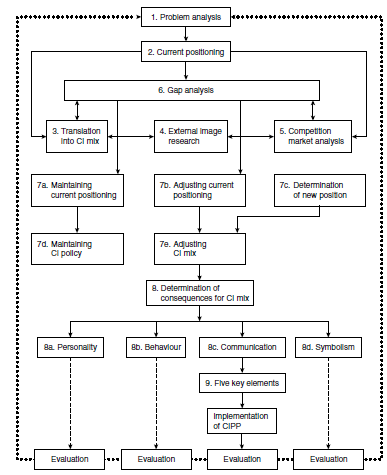 1. Problem analysis
2. Current positioning
6. Gap analysis
3. Translation
into CI mix
4. External image
research
5. Competition
market analysis
7a. Maintaining
current positioning
7b. Adjusting current
positioning
7c. Determination
of new position
7d. Maintaining
CI policy
7e. Adjusting
CI mix
8. Determination of
consequences for CI mix
8a. Personality
8b. Behaviour
8c. Communication
8d. Symbolism
9. Five key elements
Implementation
of CIPP
Evaluation
Evaluation
Evaluation
Evaluation